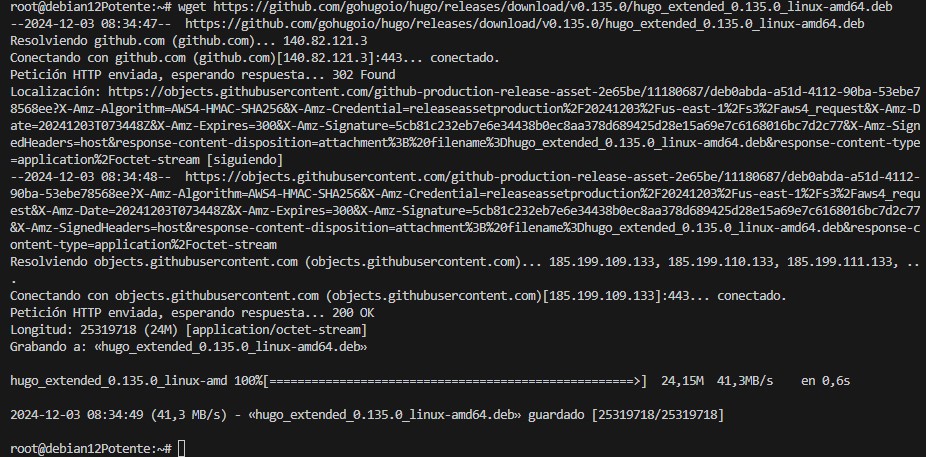 root@debian12Potente:~# wget https://github.com/gohugoio/hugo/releases/download/v0.135.0/hugo_extended_0.135.0_linux-amd64.deb
--2024-12-03 08:34:47--  https://github.com/gohugoio/hugo/releases/download/v0.135.0/hugo_extended_0.135.0_linux-amd64.deb
Resolviendo github.com (github.com)... 140.82.121.3
Conectando con github.com (github.com)[140.82.121.3]:443... conectado.
Petición HTTP enviada, esperando respuesta... 302 Found
Localización: https://objects.githubusercontent.com/github-production-release-asset-2e65be/11180687/deb0abda-a51d-4112-90ba-53ebe7
8568ee?X-Amz-Algorithm=AWS4-HMAC-SHA256&X-Amz-Credential=releaseassetproduction%2F20241203%2Fus-east-1%2Fs3%2Faws4_request&X-Amz-D
ate=20241203T073448Z&X-Amz-Expires=300&X-Amz-Signature=5cb81c232eb7e6e34438b0ec8aa378d689425d28e15a69e7c6168016bc7d2c77&X-Amz-Sign
edHeaders=host&response-content-disposition=attachment%3B%20filename%3Dhugo_extended_0.135.0_linux-amd64.deb&response-content-type
=application%2Foctet-stream [siguiendo]
--2024-12-03 08:34:48--  https://objects.githubusercontent.com/github-production-release-asset-2e65be/11180687/deb0abda-a51d-4112-
90ba-53ebe78568ee?X-Amz-Algorithm=AWS4-HMAC-SHA256&X-Amz-Credential=releaseassetproduction%2F20241203%2Fus-east-1%2Fs3%2Faws4_requ
est&X-Amz-Date=20241203T073448Z&X-Amz-Expires=300&X-Amz-Signature=5cb81c232eb7e6e34438b0ec8aa378d689425d28e15a69e7c6168016bc7d2c77
&X-Amz-SignedHeaders=host&response-content-disposition=attachment%3B%20filename%3Dhugo_extended_0.135.0_linux-amd64.deb&response-c
ontent-type=application%2Foctet-stream
Resolviendo objects.githubusercontent.com (objects.githubusercontent.com)... 185.199.109.133, 185.199.110.133, 185.199.111.133, ..
.
Conectando con objects.githubusercontent.com (objects.githubusercontent.com)[185.199.109.133]:443... conectado.
Petición HTTP enviada, esperando respuesta... 200 OK
Longitud: 25319718 (24M) [application/octet-stream]
Grabando a: «hugo_extended_0.135.0_linux-amd64.deb»
hugo_extended_0.135.0_linux-amd 100%[====================================================>]  24,15M  41,3MB/s    en 0,6s
2024-12-03 08:34:49 (41,3 MB/s) - «hugo_extended_0.135.0_linux-amd64.deb» guardado [25319718/25319718]
root@debian12Potente:~#